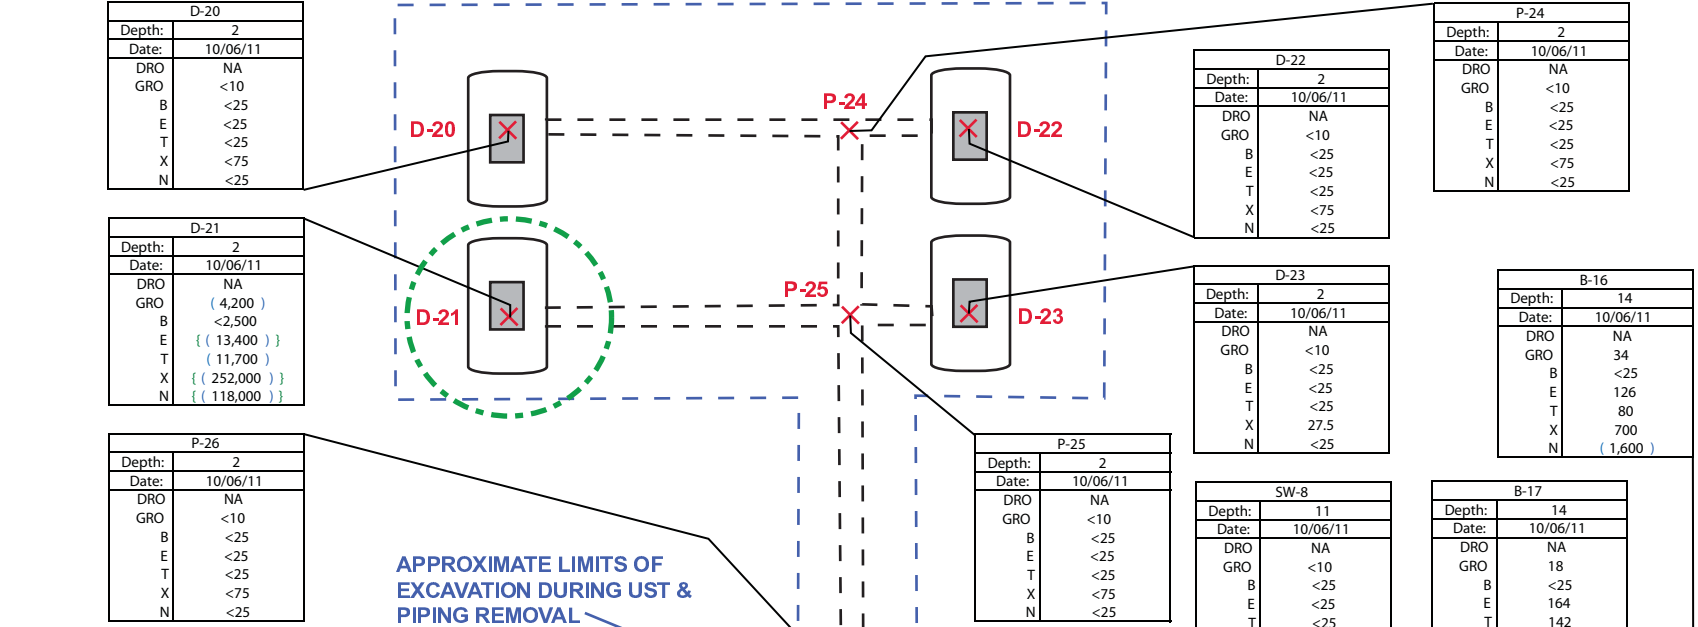 D-20
Depth: 2
Date: 10/06/11
DRO NA
GRO <10
B <25
E <25
T <25
X <75
N <25
D-21
Depth: 2
Date: 10/06/11
DRO NA
GRO ( 4,200 )
B <2,500
E { ( 13,400 ) }
T ( 11,700 )
X { ( 252,000 ) }
N { ( 118,000 ) }
P-26
Depth: 2
Date: 10/06/11
DRO NA
GRO <10
B <25
E <25
T <25
X <75
N <25
D-20
P-24
D-22
D-21
P-25
D-23
APPROXIMATE LIMITS OF
EXCAVATION DURING UST &
PIPING REMOVAL
P-25
Depth: 2
Date: 10/06/11
DRO NA
GRO <10
B <25
E <25
T <25
X <75
N <25
D-22
Depth: 2
Date: 10/06/11
DRO NA
GRO <10
B <25
E <25
T <25
X <75
N <25
D-23
Depth: 2
Date: 10/06/11
DRO NA
GRO <10
B <25
E <25
T <25
X 27.5
N <25
SW-8
Depth: 11
Date: 10/06/11
DRO NA
GRO <10
B <25
E <25
T <25
P-24
Depth: 2
Date: 10/06/11
DRO NA
GRO <10
B <25
E <25
T <25
X <75
N <25
B-16
Depth: 14
Date: 10/06/11
DRO NA
GRO 34
B <25
E 126
T 80
X 700
N ( 1,600 )
B-17
Depth: 14
Date: 10/06/11
DRO NA
GRO 18
B <25
E 164
T 142